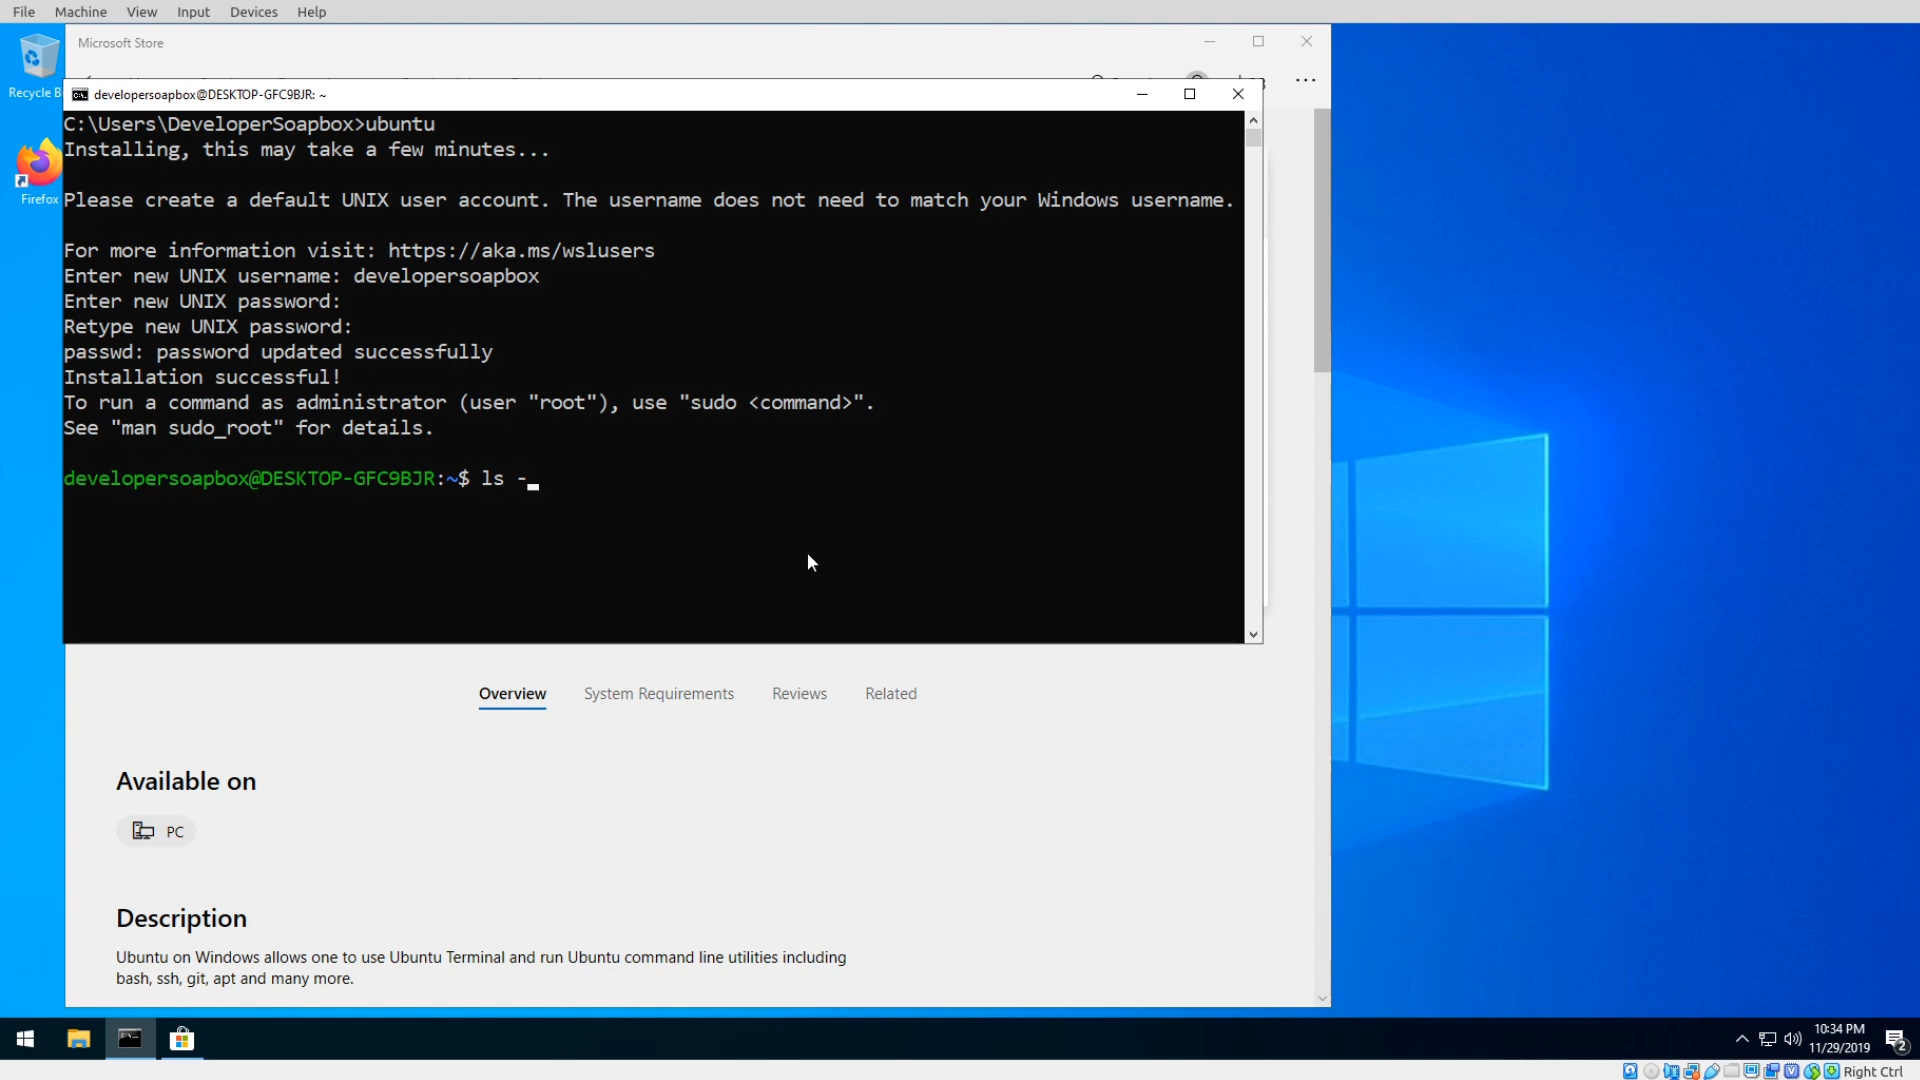 File Machine View Input Devices Help
Microsoft Store
Recycle B
developersoapbox@DESKTOP-GFC9BJR: ~
C:\Users\DeveloperSoapbox>ubuntu
Installing, this may take a few minutes...
Firefox
Please create a default UNIX user account. The username does not need to match your Windows username.
For more information visit: https://aka.ms/wslusers
Enter new UNIX username: developersoapbox
Enter new UNIX password:
Retype new UNIX password:
passwd: password updated successfully
Installation successful!
To run a command as administrator (user "root"), use "sudo <command>".
See "man sudo_root" for details.
developersoapbox@DESKTOP-GFC9BJR:~$ ls -_
Overview System Requirements Reviews Related
Available on
PC
Description
Ubuntu on Windows allows one to use Ubuntu Terminal and run Ubuntu command line utilities including
bash, ssh, git, apt and many more.
10:34 PM
11/29/2019
2
Right Ctrl